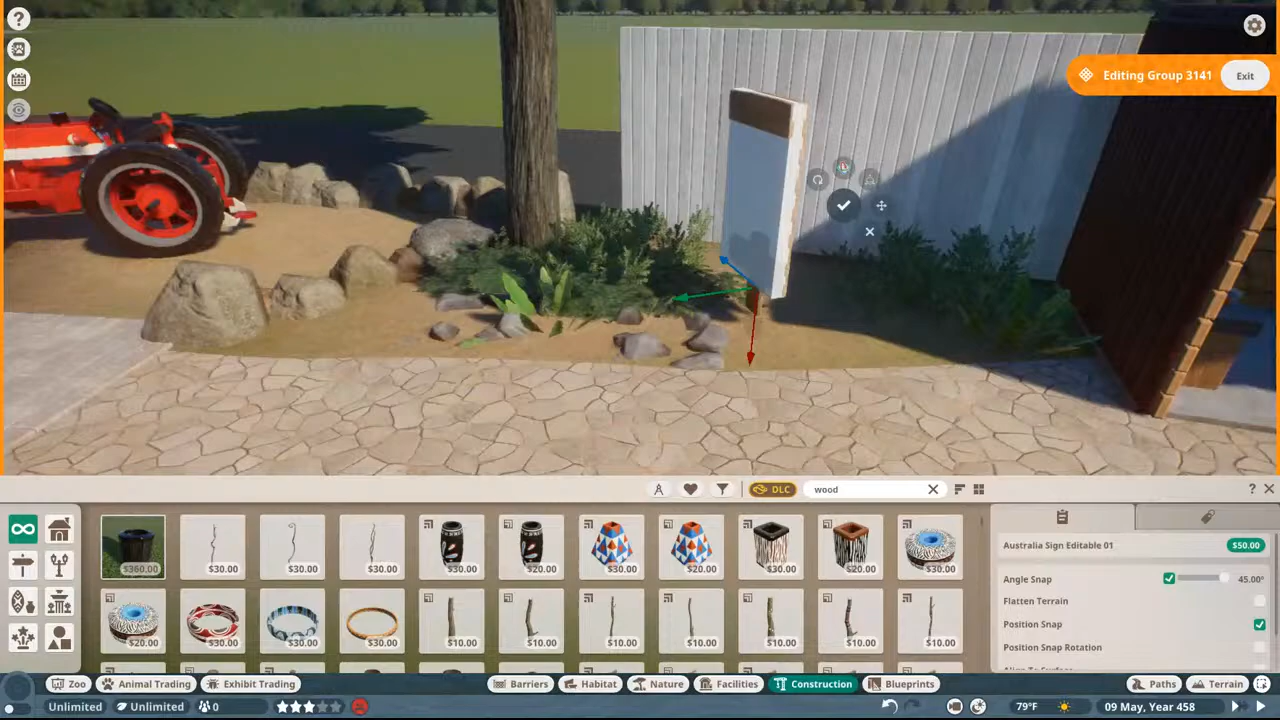 ?
Editing Group 3141 Exit
DLC wood
?
$360.00 $30.00 $30.00 $30.00 $30.00 $20.00 $30.00 $20.00 $30.00 $20.00 $30.00
$20.00 $30.00 $30.00 $30.00 $10.00 $10.00 $10.00 $10.00 $10.00 $10.00 $10.00
Australia Sign Editable 01 $50.00
Angle Snap 45.00°
Flatten Terrain
Position Snap
Position Snap Rotation
Zoo Animal Trading Exhibit Trading Barriers Habitat Nature Facilities Construction Blueprints Paths Terrain
Unlimited Unlimited 0 79°F 09 May, Year 458